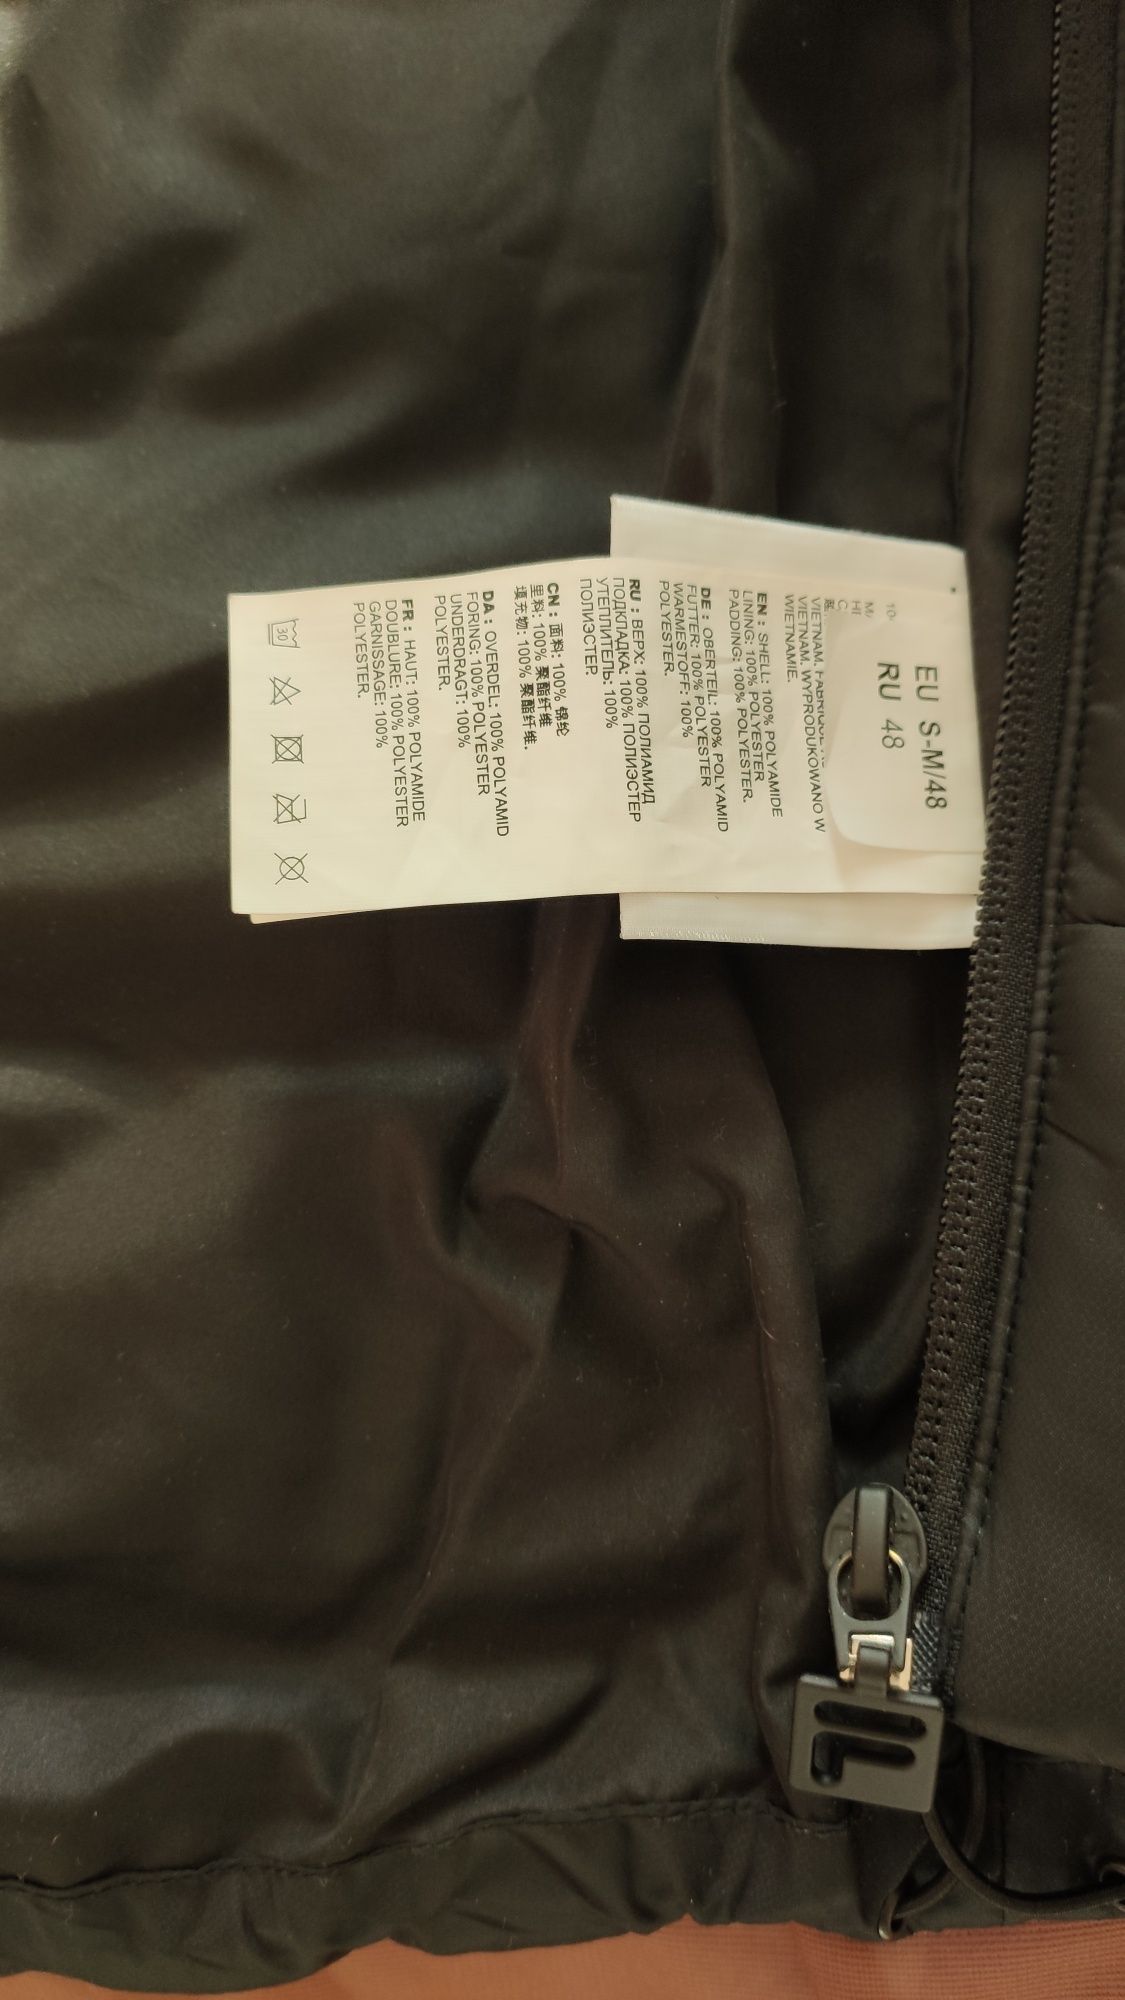 EU S-M/48
RU 48
10-
VIETNAM. WYPRODUKOWANO W
WIETNAMIE.
EN : SHELL: 100% POLYAMIDE
LINING: 100% POLYESTER
PADDING: 100% POLYESTER.
DE : OBERTEIL: 100% POLYAMID
FUTTER: 100% POLYESTER
WARMESTOFF: 100%
POLYESTER.
RU : ВЕРХ: 100% ПОЛИАМИД
ПОДКЛАДКА: 100% ПОЛИЭСТЕР
УТЕПЛИТЕЛЬ: 100%
ПОЛИЭСТЕР.
CN : 面料: 100% 锦纶
里料: 100% 聚酯纤维
填充物: 100% 聚酯纤维.
DA : OVERDEL: 100% POLYAMID
FORING: 100% POLYESTER
UNDERDRAGT: 100%
POLYESTER.
FR : HAUT: 100% POLYAMIDE
DOUBLURE: 100% POLYESTER
GARNISSAGE: 100%
POLYESTER.
30